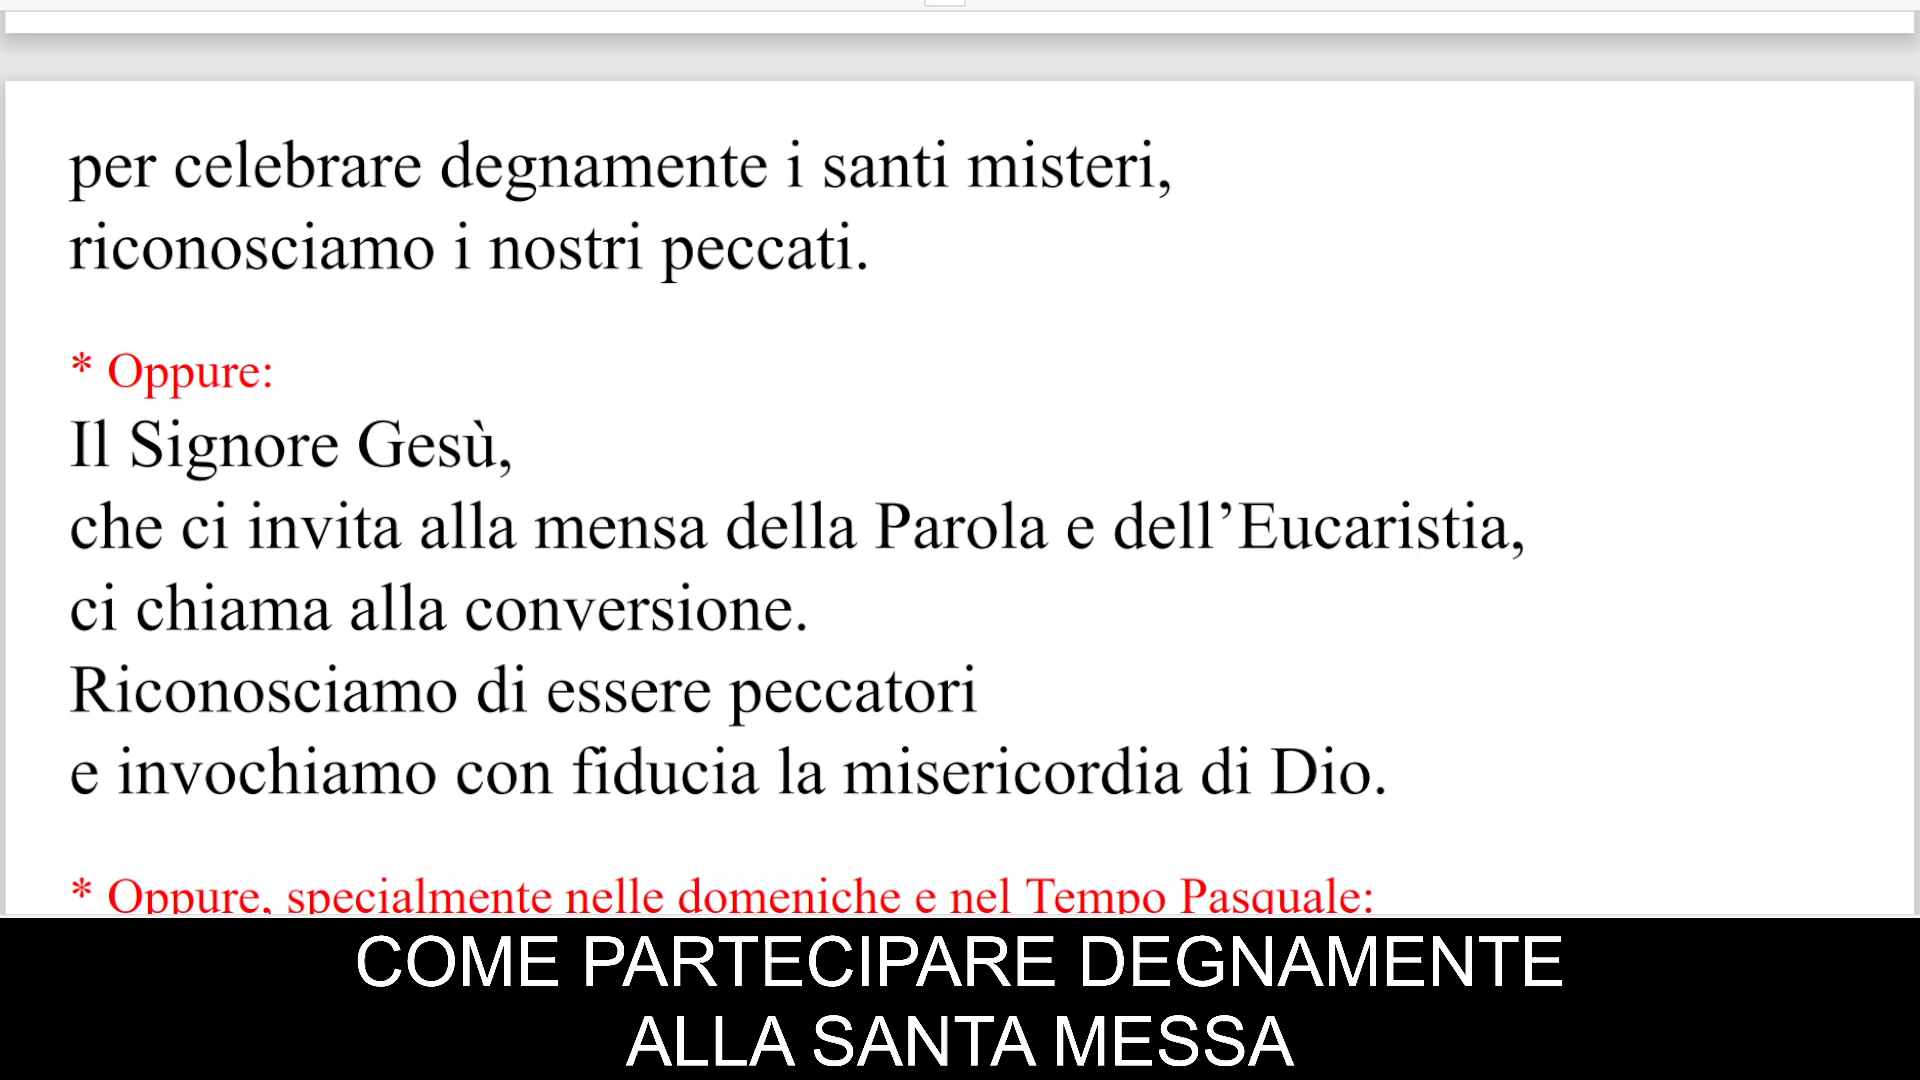 per celebrare degnamente i santi misteri,
riconosciamo i nostri peccati.
* Oppure:
Il Signore Gesù,
che ci invita alla mensa della Parola e dell’Eucaristia,
ci chiama alla conversione.
Riconosciamo di essere peccatori
e invochiamo con fiducia la misericordia di Dio.
* Oppure, specialmente nelle domeniche e nel Tempo Pasquale:
COME PARTECIPARE DEGNAMENTE
ALLA SANTA MESSA